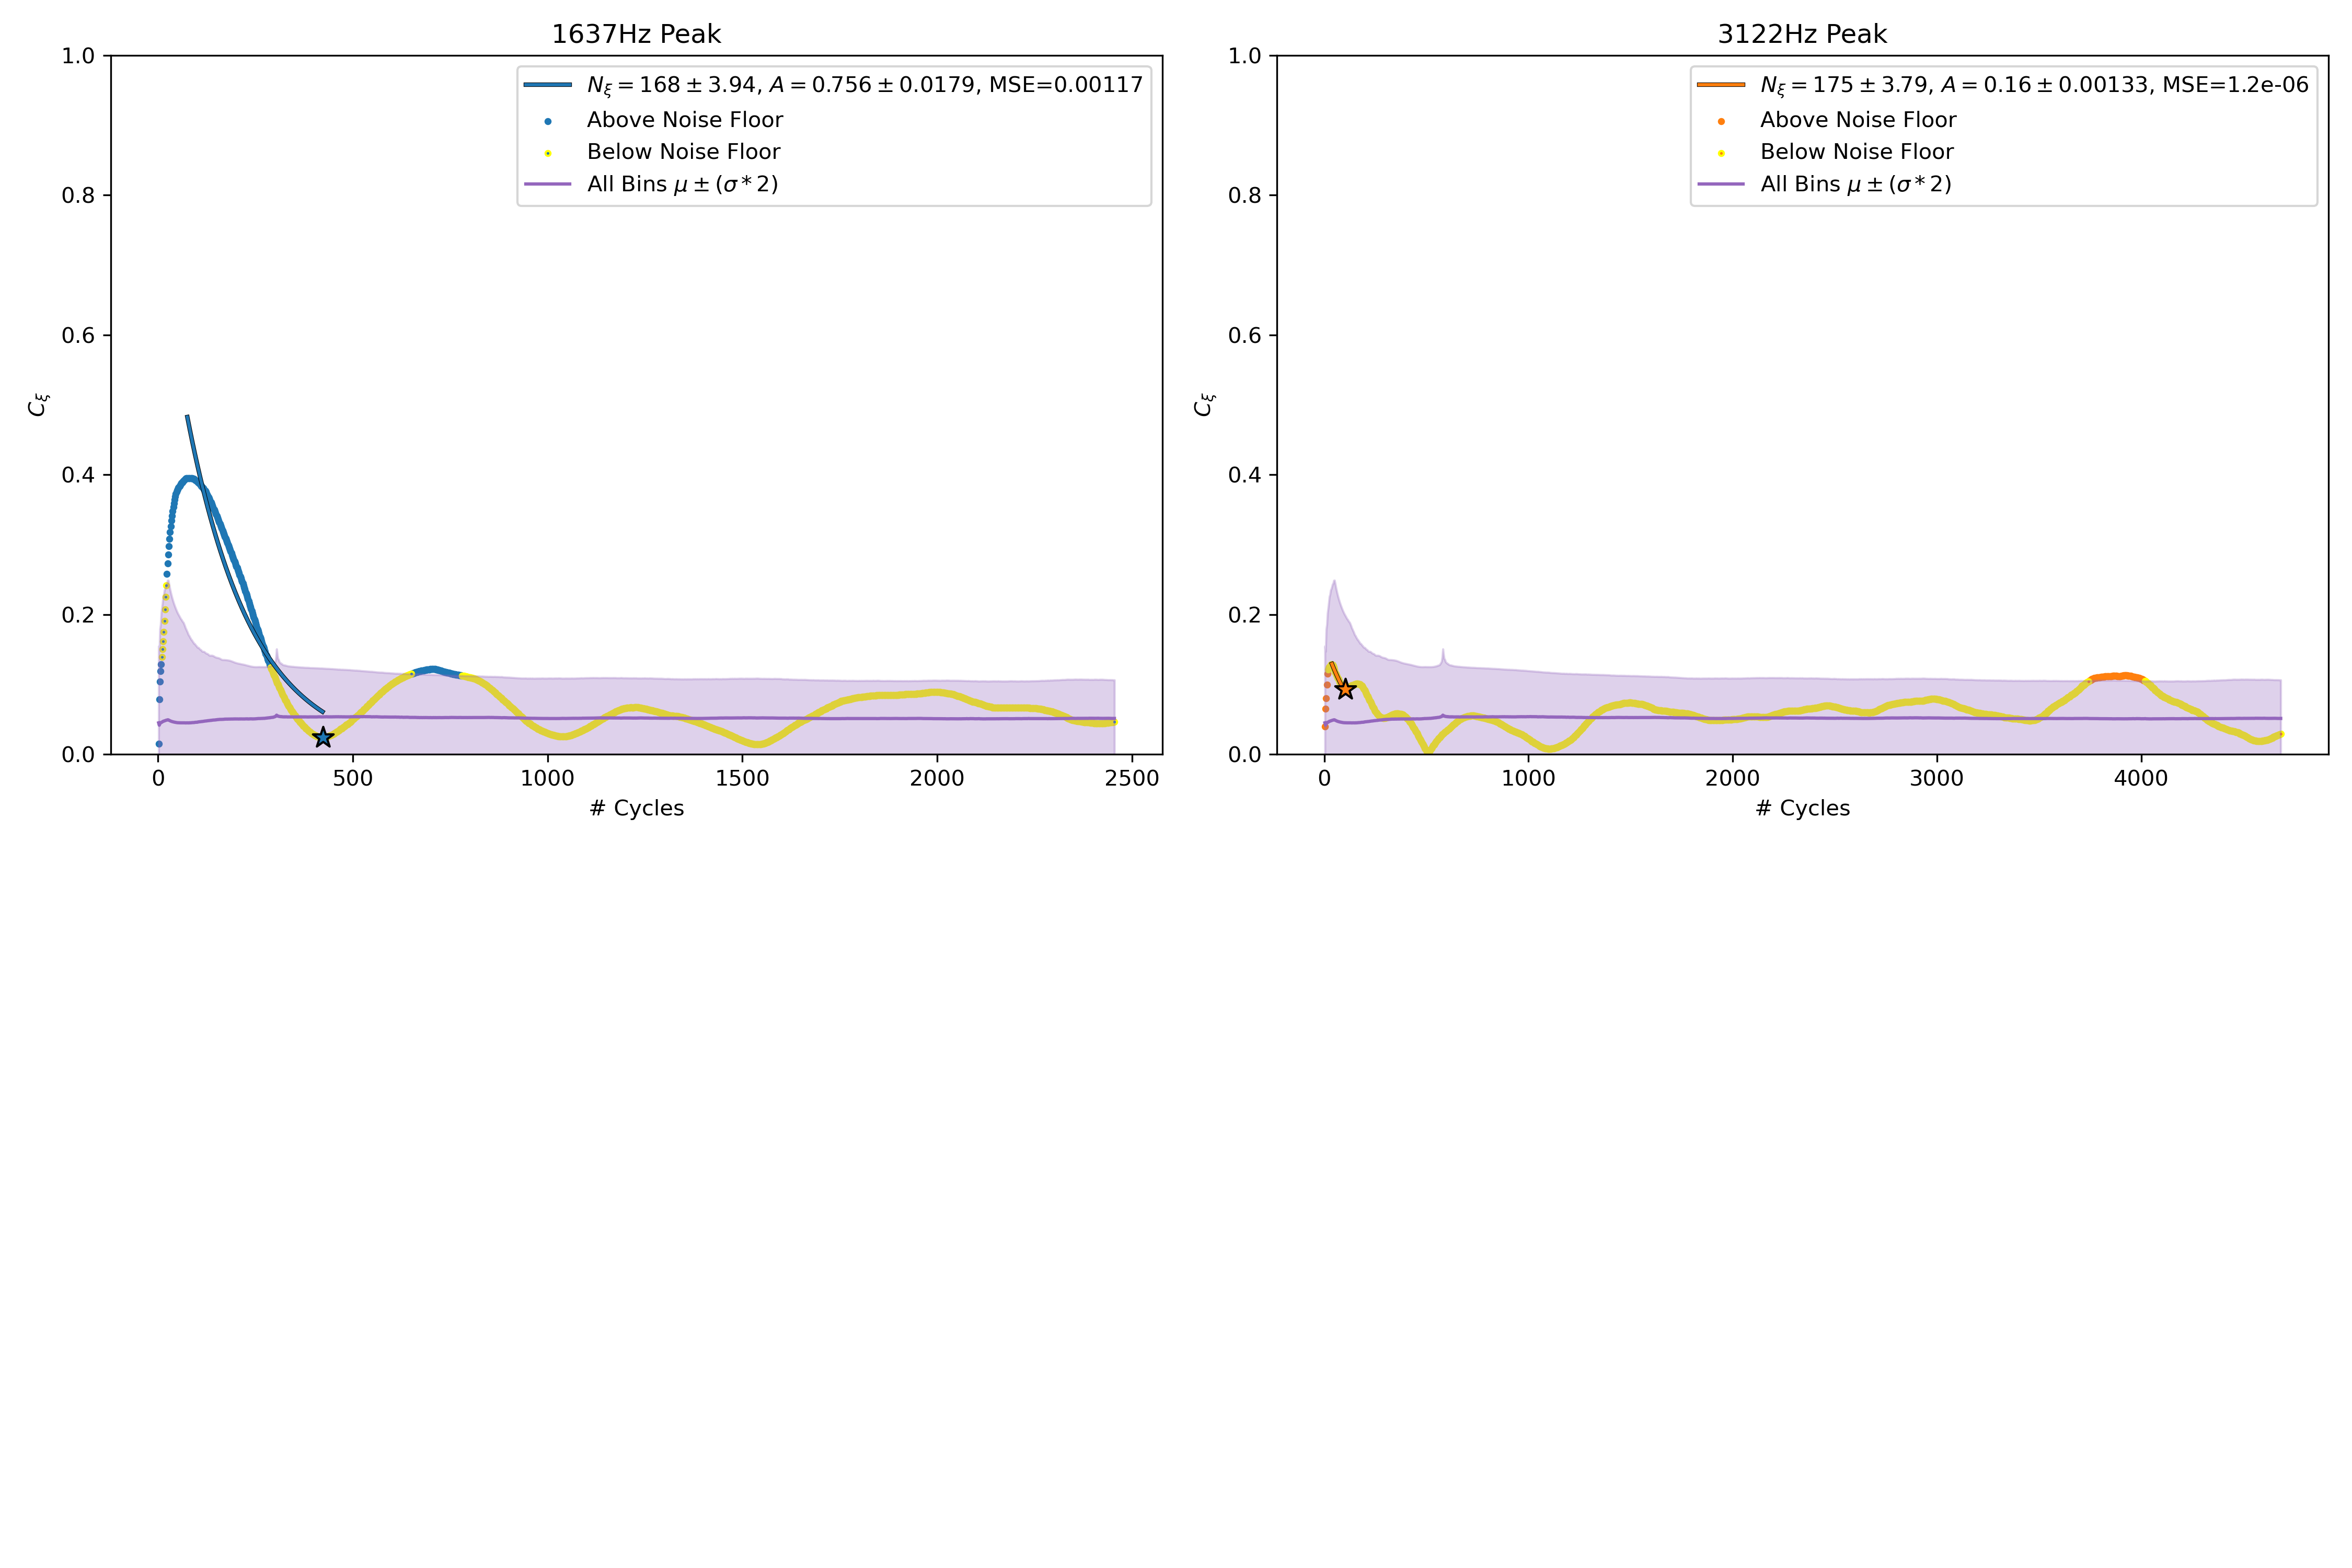 1637Hz Peak
1.0
0.8
0.6
0.4
0.2
0.0
C_ξ
0 500 1000 1500 2000 2500
# Cycles
N_ξ = 168 ± 3.94, A = 0.756 ± 0.0179, MSE=0.00117
Above Noise Floor
Below Noise Floor
All Bins μ ± (σ * 2)
3122Hz Peak
1.0
0.8
0.6
0.4
0.2
0.0
C_ξ
0 1000 2000 3000 4000
# Cycles
N_ξ = 175 ± 3.79, A = 0.16 ± 0.00133, MSE=1.2e-06
Above Noise Floor
Below Noise Floor
All Bins μ ± (σ * 2)